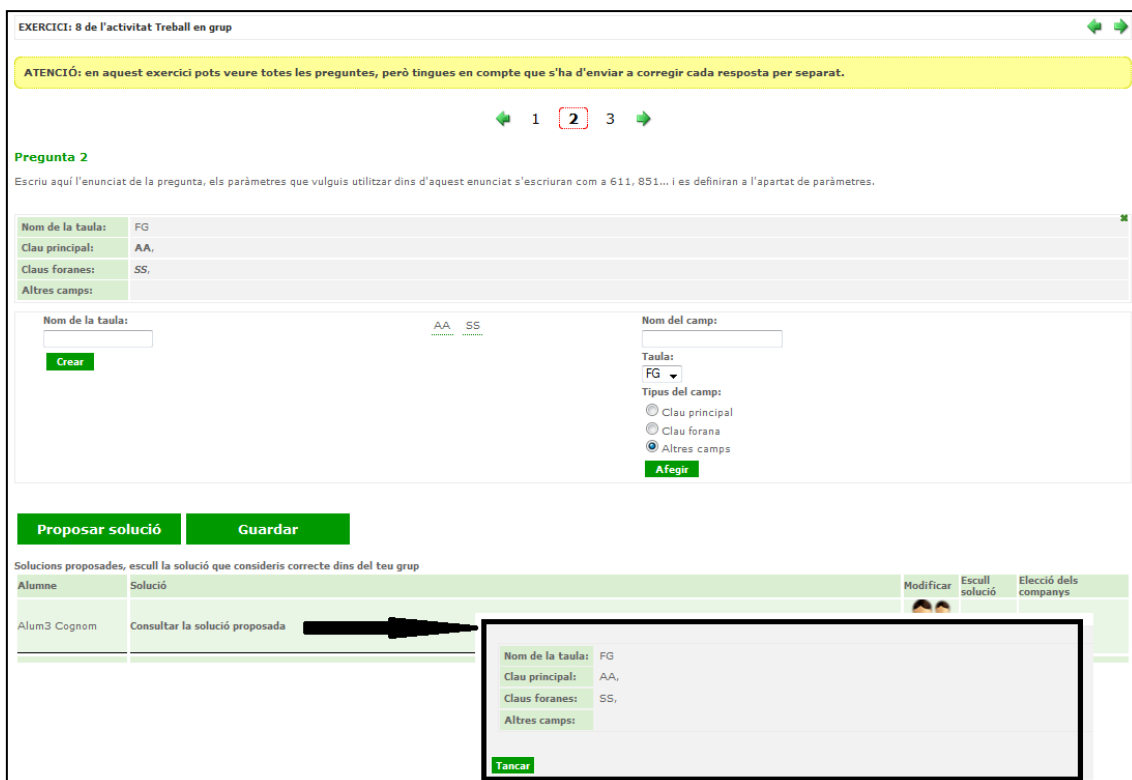 EXERCICI: 8 de l'activitat Treball en grup
ATENCIÓ: en aquest exercici pots veure totes les preguntes, però tingues en compte que s'ha d'enviar a corregir cada resposta per separat.
1 2 3
Pregunta 2
Escriu aquí l'enunciat de la pregunta, els paràmetres que vulguis utilitzar dins d'aquest enunciat s'escriuran com a 611, 851... i es definiran a l'apartat de paràmetres.
Nom de la taula: FG
Clau principal: AA,
Claus foranes: SS,
Altres camps:
Nom de la taula:
Crear
AA SS
Nom del camp:
Taula:
FG
Tipus del camp:
Clau principal
Clau forana
Altres camps
Afegir
Proposar solució Guardar
Solucions proposades, escull la solució que consideris correcte dins del teu grup
Alumne Solució Modificar Escull solució Elecció dels companys
Alum3 Cognom Consultar la solució proposada
Nom de la taula: FG
Clau principal: AA,
Claus foranes: SS,
Altres camps:
Tancar